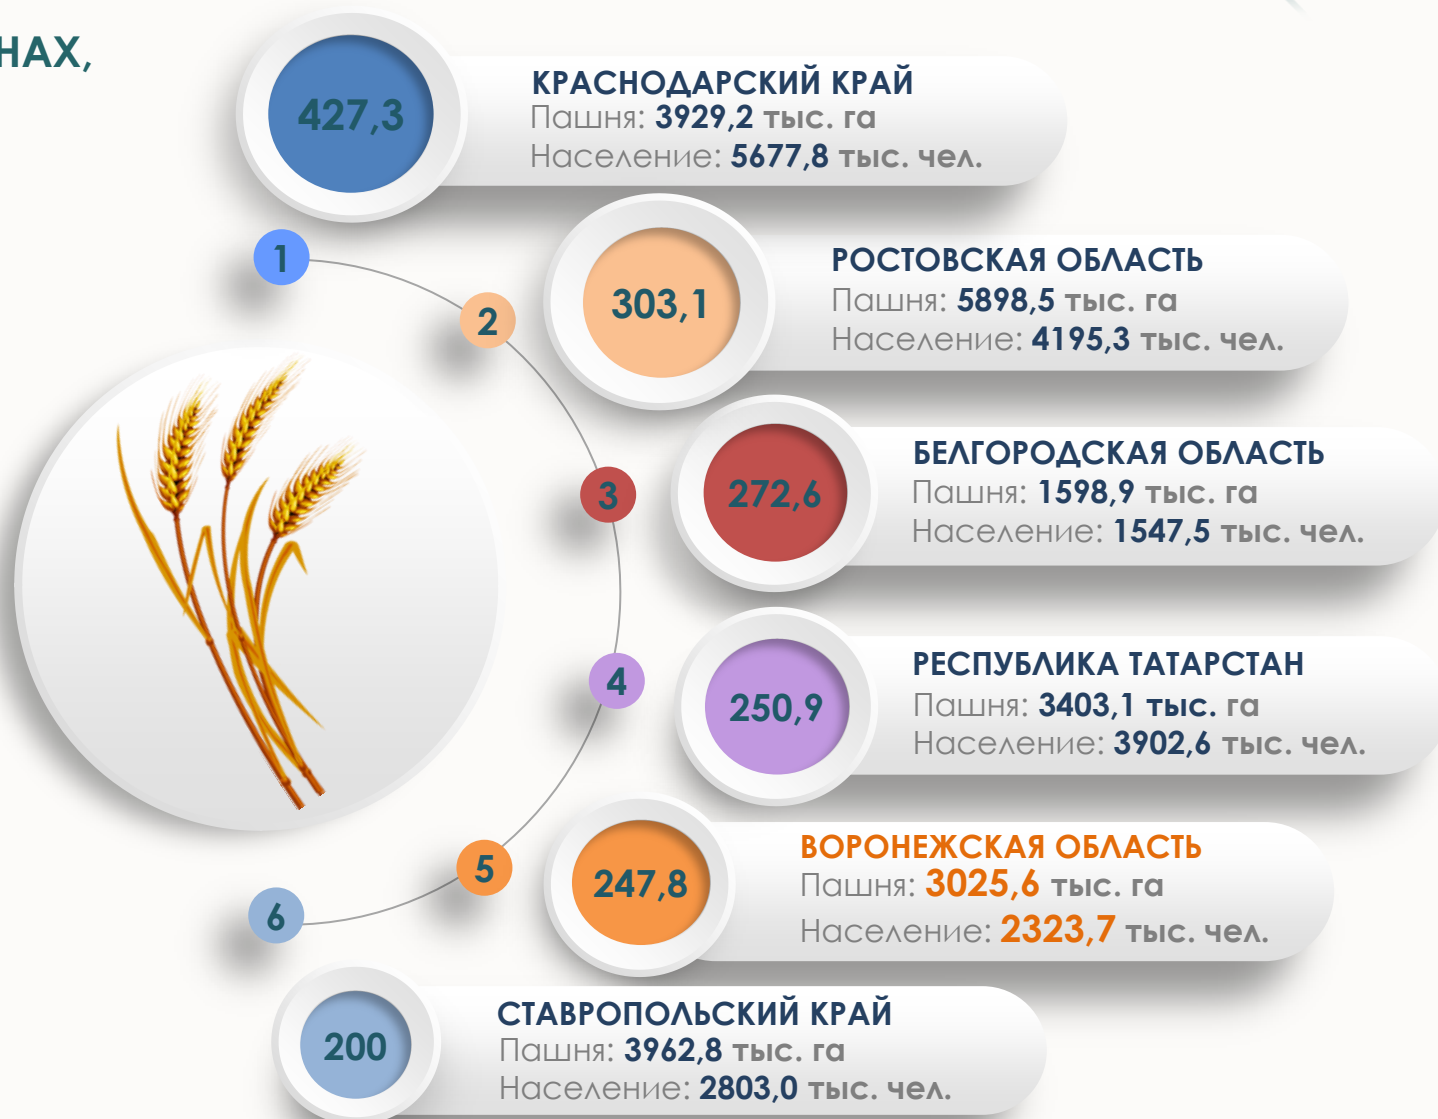 НАХ,
427,3
КРАСНОДАРСКИЙ КРАЙ
Пашня: 3929,2 тыс. га
Население: 5677,8 тыс. чел.
1
2
303,1
РОСТОВСКАЯ ОБЛАСТЬ
Пашня: 5898,5 тыс. га
Население: 4195,3 тыс. чел.
3
272,6
БЕЛГОРОДСКАЯ ОБЛАСТЬ
Пашня: 1598,9 тыс. га
Население: 1547,5 тыс. чел.
4
250,9
РЕСПУБЛИКА ТАТАРСТАН
Пашня: 3403,1 тыс. га
Население: 3902,6 тыс. чел.
5
247,8
ВОРОНЕЖСКАЯ ОБЛАСТЬ
Пашня: 3025,6 тыс. га
Население: 2323,7 тыс. чел.
6
200
СТАВРОПОЛЬСКИЙ КРАЙ
Пашня: 3962,8 тыс. га
Население: 2803,0 тыс. чел.